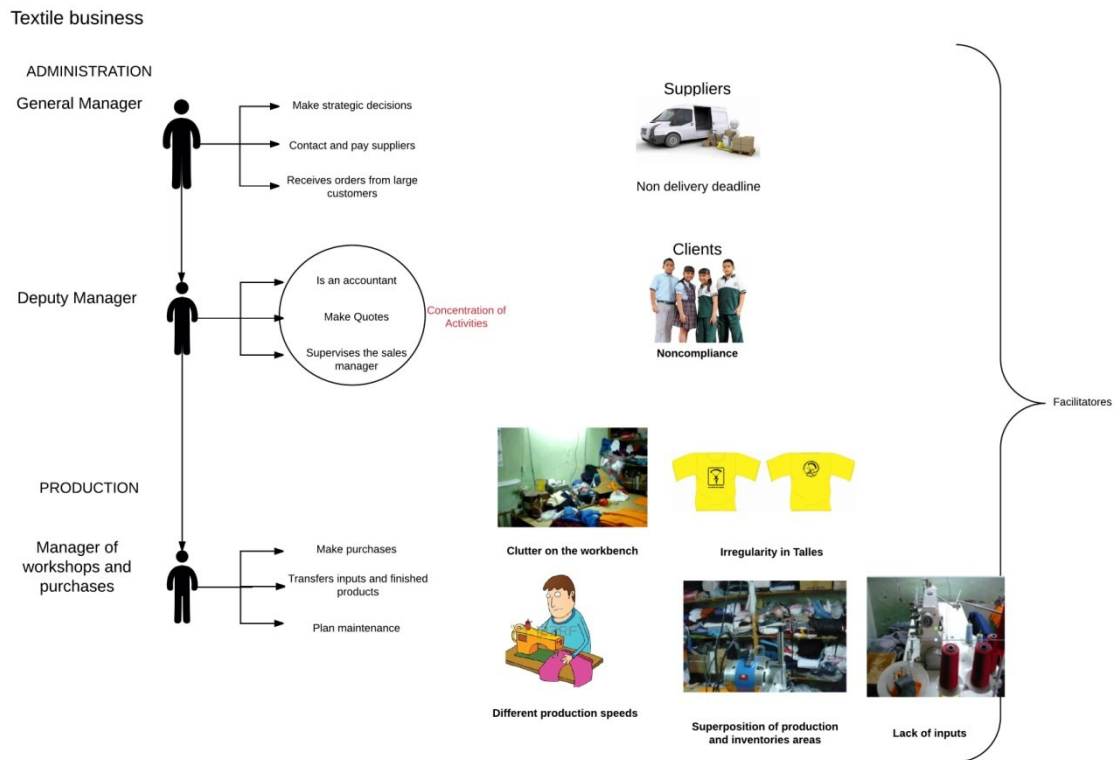 Textile business
ADMINISTRATION
General Manager
Make strategic decisions
Contact and pay suppliers
Receives orders from large
customers
Suppliers
Non delivery deadline
Deputy Manager
Is an accountant
Make Quotes
Supervises the sales
manager
Concentration of
Activities
Clients
Noncompliance
Facilitatores
PRODUCTION
Manager of
workshops and
purchases
Make purchases
Transfers inputs and finished
products
Plan maintenance
Clutter on the workbench
Irregularity in Talles
Different production speeds
Superposition of production
and inventories areas
Lack of inputs